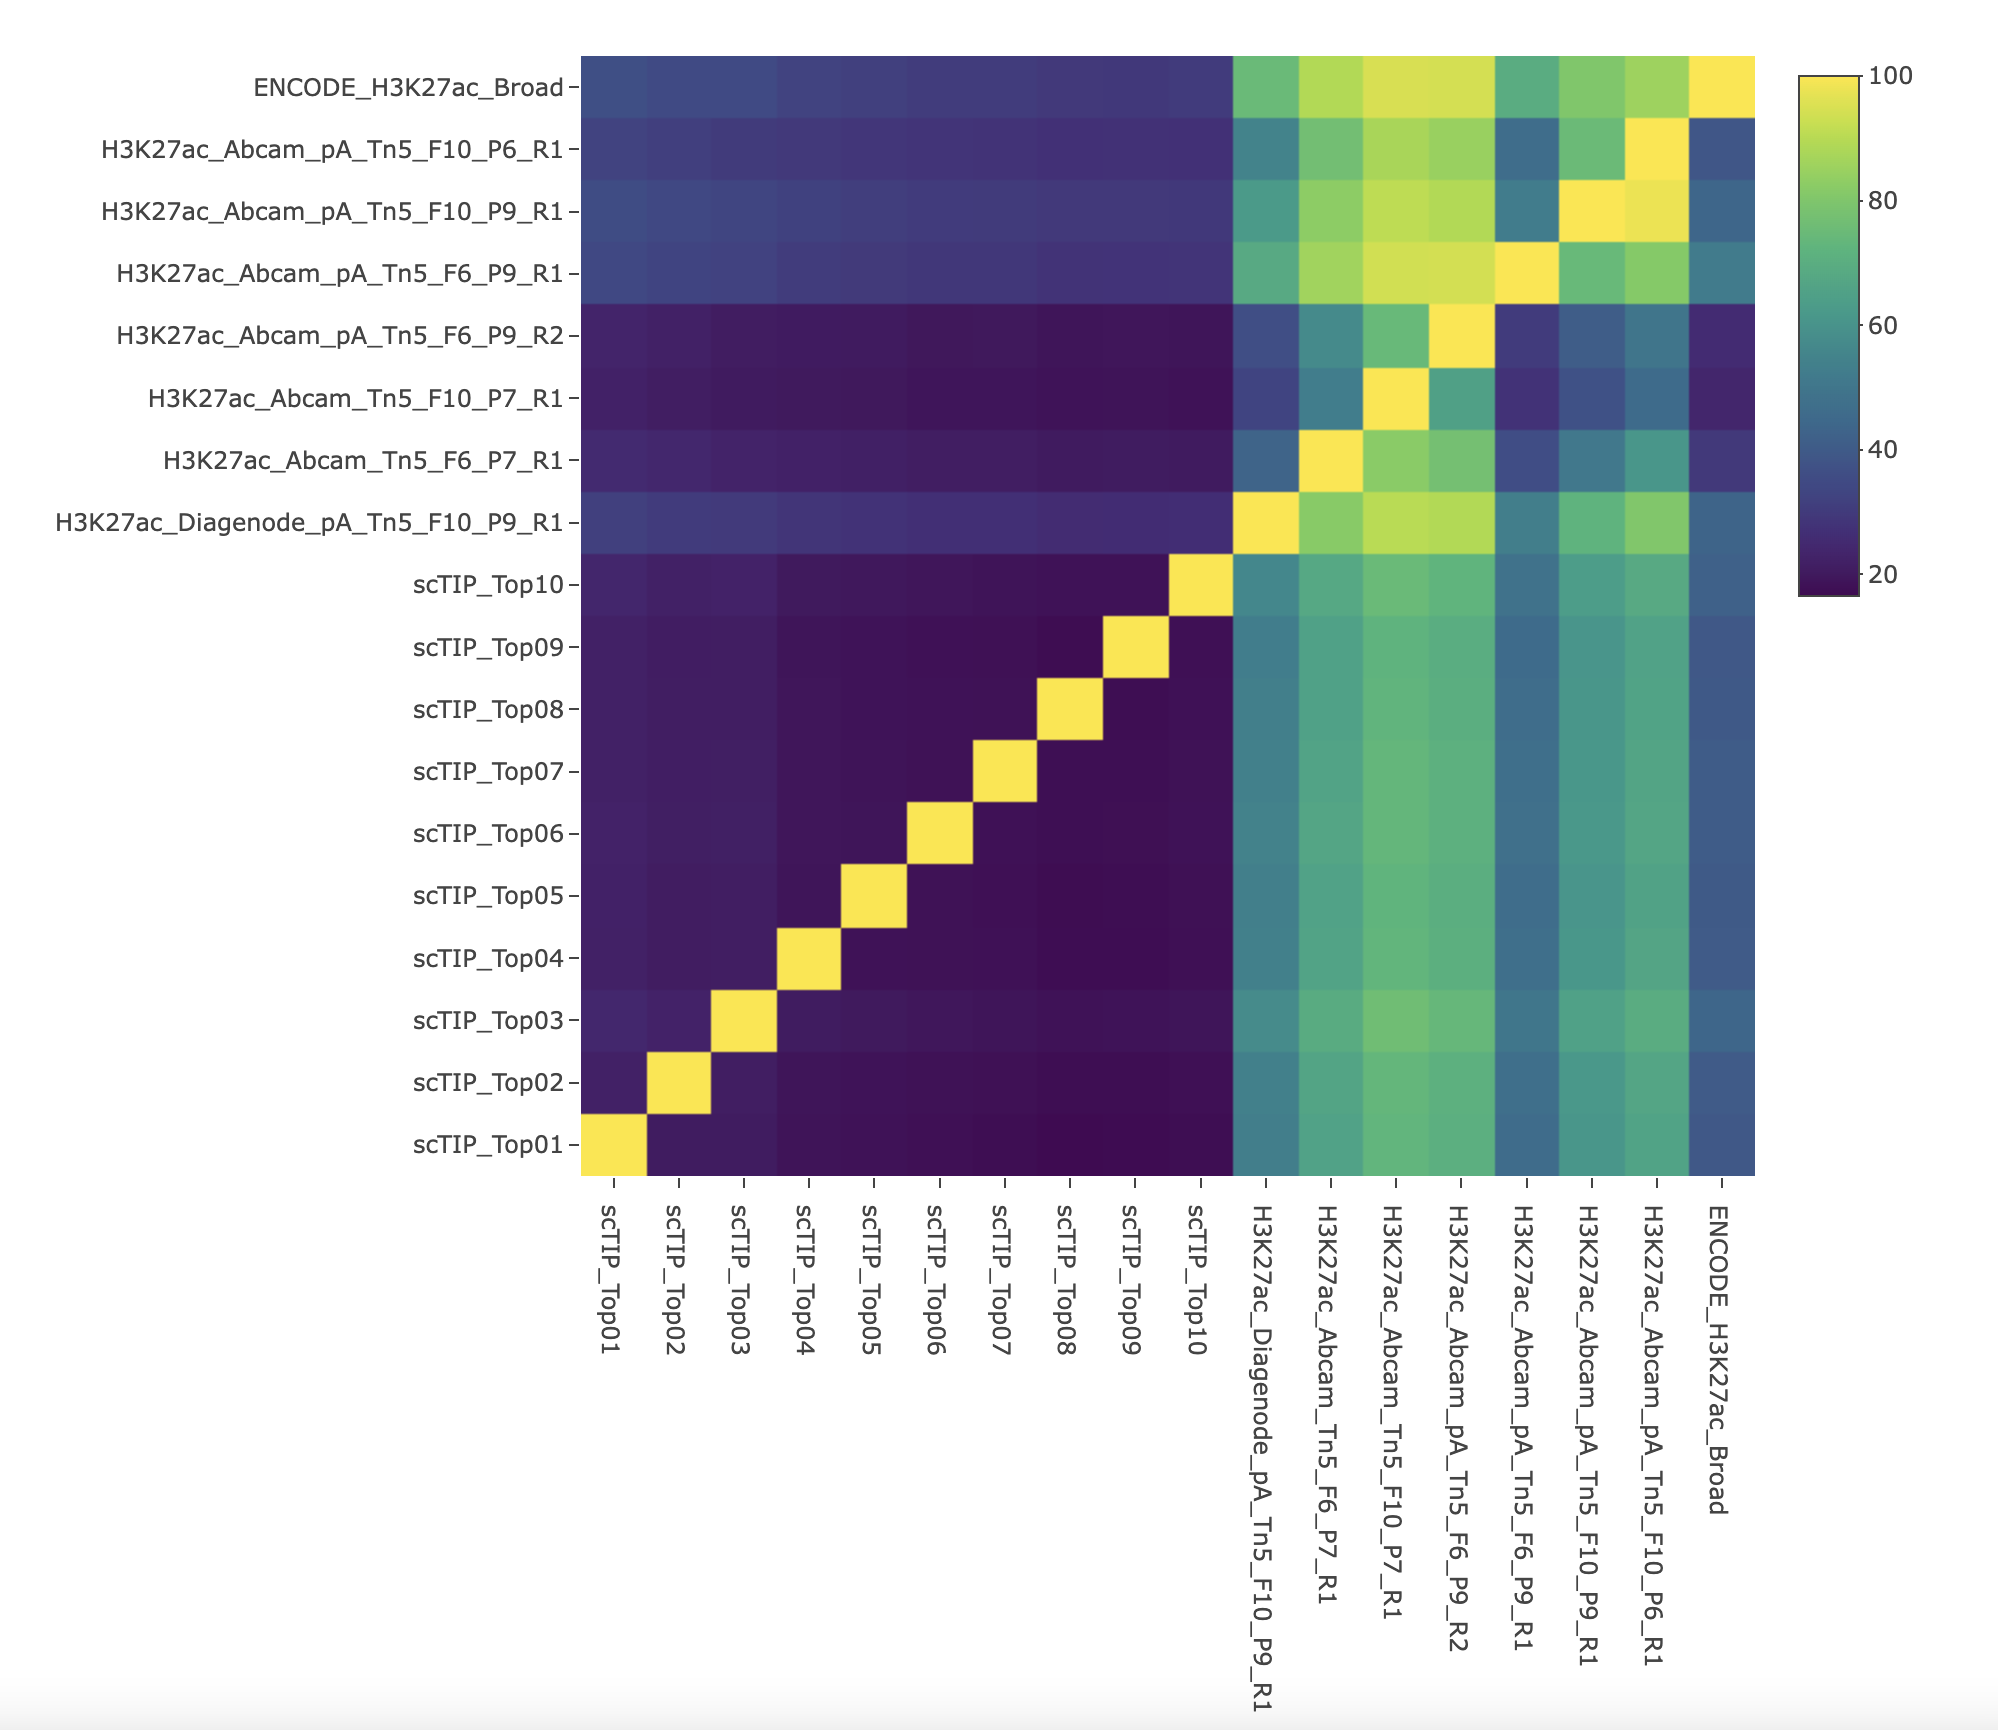 ENCODE_H3K27ac_Broad
H3K27ac_Abcam_pA_Tn5_F10_P6_R1
H3K27ac_Abcam_pA_Tn5_F10_P9_R1
H3K27ac_Abcam_pA_Tn5_F6_P9_R1
H3K27ac_Abcam_pA_Tn5_F6_P9_R2
H3K27ac_Abcam_Tn5_F10_P7_R1
H3K27ac_Abcam_Tn5_F6_P7_R1
H3K27ac_Diagenode_pA_Tn5_F10_P9_R1
scTIP_Top10
scTIP_Top09
scTIP_Top08
scTIP_Top07
scTIP_Top06
scTIP_Top05
scTIP_Top04
scTIP_Top03
scTIP_Top02
scTIP_Top01
scTIP_Top01
scTIP_Top02
scTIP_Top03
scTIP_Top04
scTIP_Top05
scTIP_Top06
scTIP_Top07
scTIP_Top08
scTIP_Top09
scTIP_Top10
H3K27ac_Diagenode_pA_Tn5_F10_P9_R1
H3K27ac_Abcam_Tn5_F6_P7_R1
H3K27ac_Abcam_Tn5_F10_P7_R1
H3K27ac_Abcam_pA_Tn5_F6_P9_R2
H3K27ac_Abcam_pA_Tn5_F6_P9_R1
H3K27ac_Abcam_pA_Tn5_F10_P9_R1
H3K27ac_Abcam_pA_Tn5_F10_P6_R1
ENCODE_H3K27ac_Broad
100
80
60
40
20